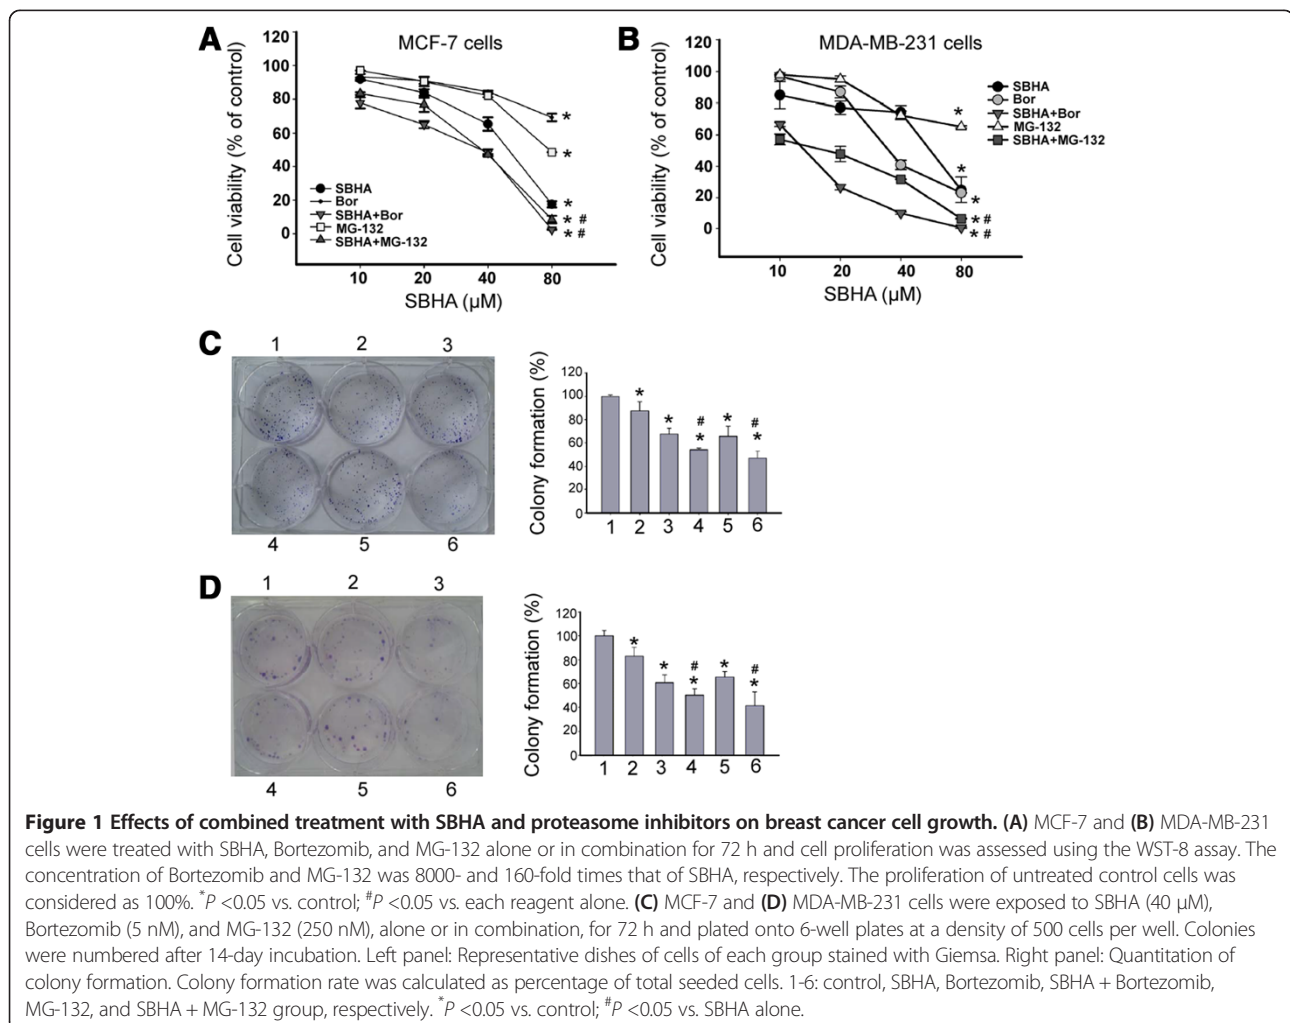 A
MCF-7 cells
Cell viability (% of control)
120
100
80
60
40
20
0
SBHA
Bor
SBHA+Bor
MG-132
SBHA+MG-132
*
*
*
* #
* #
10 20 40 80
SBHA (µM)
B
MDA-MB-231 cells
Cell viability (% of control)
120
100
80
60
40
20
0
SBHA
Bor
SBHA+Bor
MG-132
SBHA+MG-132
*
*
*
* #
* #
10 20 40 80
SBHA (µM)
C
1 2 3
4 5 6
Colony formation (%)
120
100
80
60
40
20
0
* * # * * # *
1 2 3 4 5 6
D
1 2 3
4 5 6
Colony formation (%)
120
100
80
60
40
20
0
* * # * * # *
1 2 3 4 5 6
Figure 1 Effects of combined treatment with SBHA and proteasome inhibitors on breast cancer cell growth. (A) MCF-7 and (B) MDA-MB-231
cells were treated with SBHA, Bortezomib, and MG-132 alone or in combination for 72 h and cell proliferation was assessed using the WST-8 assay. The
concentration of Bortezomib and MG-132 was 8000- and 160-fold times that of SBHA, respectively. The proliferation of untreated control cells was
considered as 100%. *P <0.05 vs. control; #P <0.05 vs. each reagent alone. (C) MCF-7 and (D) MDA-MB-231 cells were exposed to SBHA (40 µM),
Bortezomib (5 nM), and MG-132 (250 nM), alone or in combination, for 72 h and plated onto 6-well plates at a density of 500 cells per well. Colonies
were numbered after 14-day incubation. Left panel: Representative dishes of cells of each group stained with Giemsa. Right panel: Quantitation of
colony formation. Colony formation rate was calculated as percentage of total seeded cells. 1-6: control, SBHA, Bortezomib, SBHA + Bortezomib,
MG-132, and SBHA + MG-132 group, respectively. *P <0.05 vs. control; #P <0.05 vs. SBHA alone.